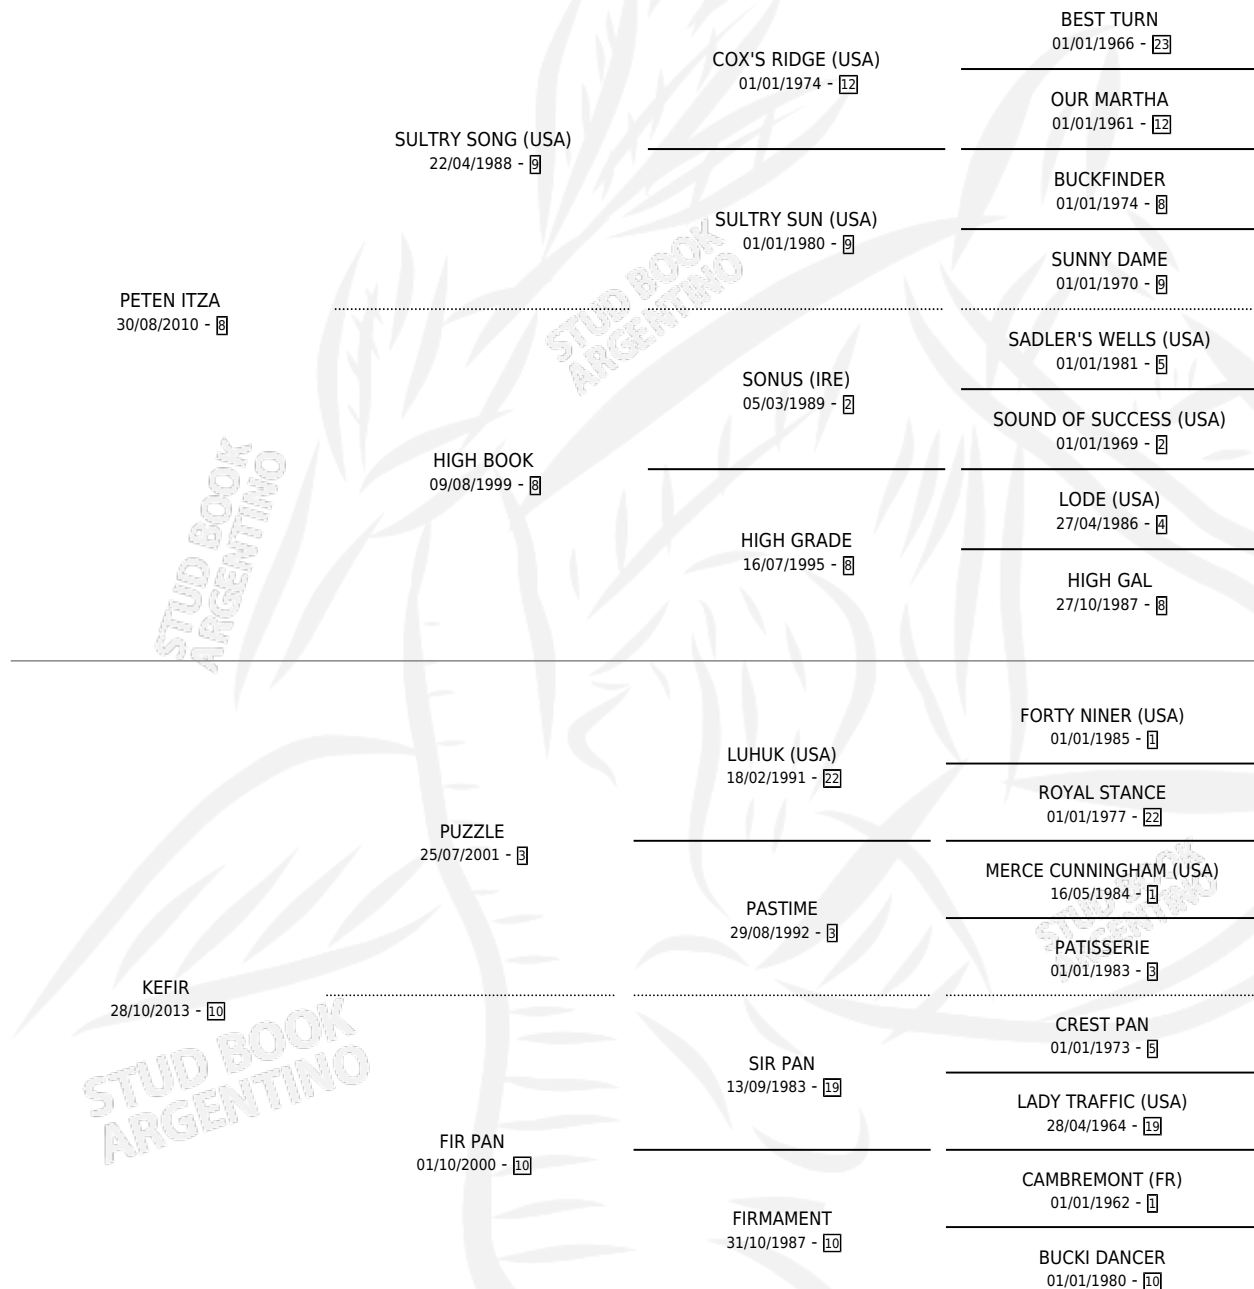 BEST TURN
01/01/1966 - 23
COX'S RIDGE (USA)
01/01/1974 - 12
OUR MARTHA
01/01/1961 - 12
SULTRY SONG (USA)
22/04/1988 - 9
BUCKFINDER
01/01/1974 - 8
SULTRY SUN (USA)
01/01/1980 - 9
SUNNY DAME
01/01/1970 - 9
STUD BOOK
ARGENTINO
PETEN ITZA
30/08/2010 - 8
SADLER'S WELLS (USA)
01/01/1981 - 5
SONUS (IRE)
05/03/1989 - 2
SOUND OF SUCCESS (USA)
01/01/1969 - 2
HIGH BOOK
09/08/1999 - 8
LODE (USA)
27/04/1986 - 4
HIGH GRADE
16/07/1995 - 8
HIGH GAL
27/10/1987 - 8
STUD BOOK
ARGENTINO
FORTY NINER (USA)
01/01/1985 - 1
LUHUK (USA)
18/02/1991 - 22
ROYAL STANCE
01/01/1977 - 22
PUZZLE
25/07/2001 - 3
MERCE CUNNINGHAM (USA)
16/05/1984 - 1
PASTIME
29/08/1992 - 3
PATISSERIE
01/01/1983 - 3
STUD BOOK
ARGENTINO
KEFIR
28/10/2013 - 10
CREST PAN
01/01/1973 - 5
SIR PAN
13/09/1983 - 19
LADY TRAFFIC (USA)
28/04/1964 - 19
STUD BOOK
ARGENTINO
FIR PAN
01/10/2000 - 10
CAMBREMONT (FR)
01/01/1962 - 1
FIRMAMENT
31/10/1987 - 10
BUCKI DANCER
01/01/1980 - 10